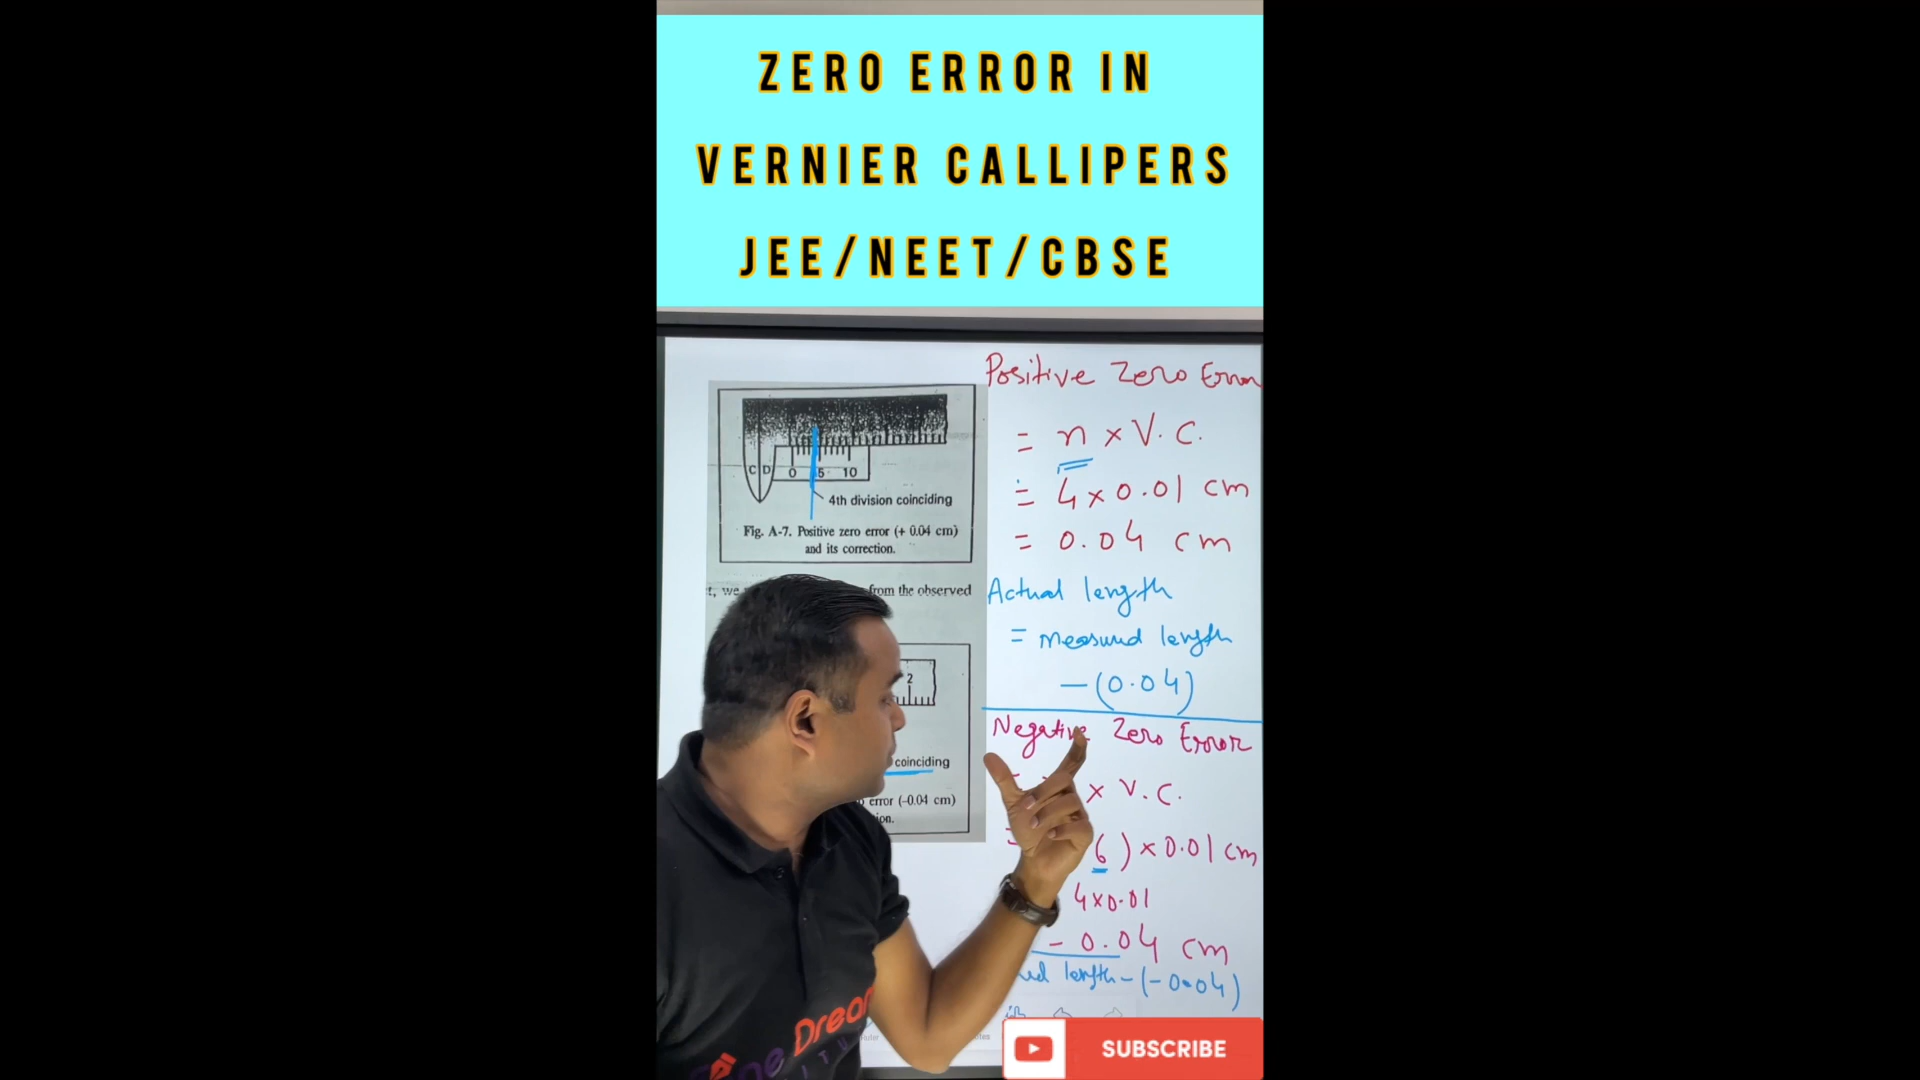 ZERO ERROR IN
VERNIER CALLIPERS
JEE/NEET/CBSE
C D 0 5 10
4th division coinciding
Fig. A-7. Positive zero error (+ 0.04 cm)
and its correction.
t, we
from the observed
2
coinciding
error (–0.04 cm)
ion.
Positive Zero Error
= n × V.C.
= 4 × 0.01 cm
= 0.04 cm
Actual length
= Measured length
– (0.04)
Negative Zero Error
× V.C.
6 ) × 0.01 cm
4×0.01
– 0.04 cm
length – (– 0.04)
Dream
SUBSCRIBE